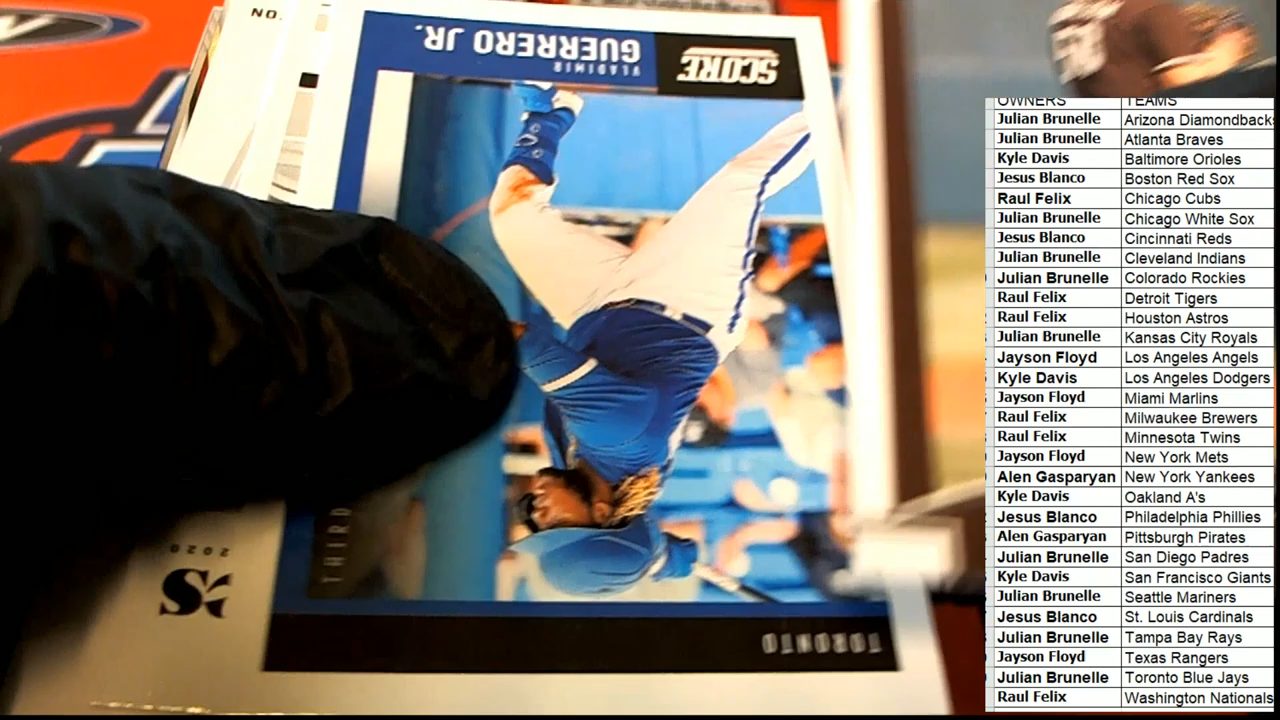 NO.
VLADIMIR
GUERRERO JR.
SCORE
THIRD
TORONTO
2020
OWNERS TEAMS
Julian Brunelle Arizona Diamondback
Julian Brunelle Atlanta Braves
Kyle Davis Baltimore Orioles
Jesus Blanco Boston Red Sox
Raul Felix Chicago Cubs
Julian Brunelle Chicago White Sox
Jesus Blanco Cincinnati Reds
Julian Brunelle Cleveland Indians
Julian Brunelle Colorado Rockies
Raul Felix Detroit Tigers
Raul Felix Houston Astros
Julian Brunelle Kansas City Royals
Jayson Floyd Los Angeles Angels
Kyle Davis Los Angeles Dodgers
Jayson Floyd Miami Marlins
Raul Felix Milwaukee Brewers
Raul Felix Minnesota Twins
Jayson Floyd New York Mets
Alen Gasparyan New York Yankees
Kyle Davis Oakland A's
Jesus Blanco Philadelphia Phillies
Alen Gasparyan Pittsburgh Pirates
Julian Brunelle San Diego Padres
Kyle Davis San Francisco Giants
Julian Brunelle Seattle Mariners
Jesus Blanco St. Louis Cardinals
Julian Brunelle Tampa Bay Rays
Jayson Floyd Texas Rangers
Julian Brunelle Toronto Blue Jays
Raul Felix Washington Nationals